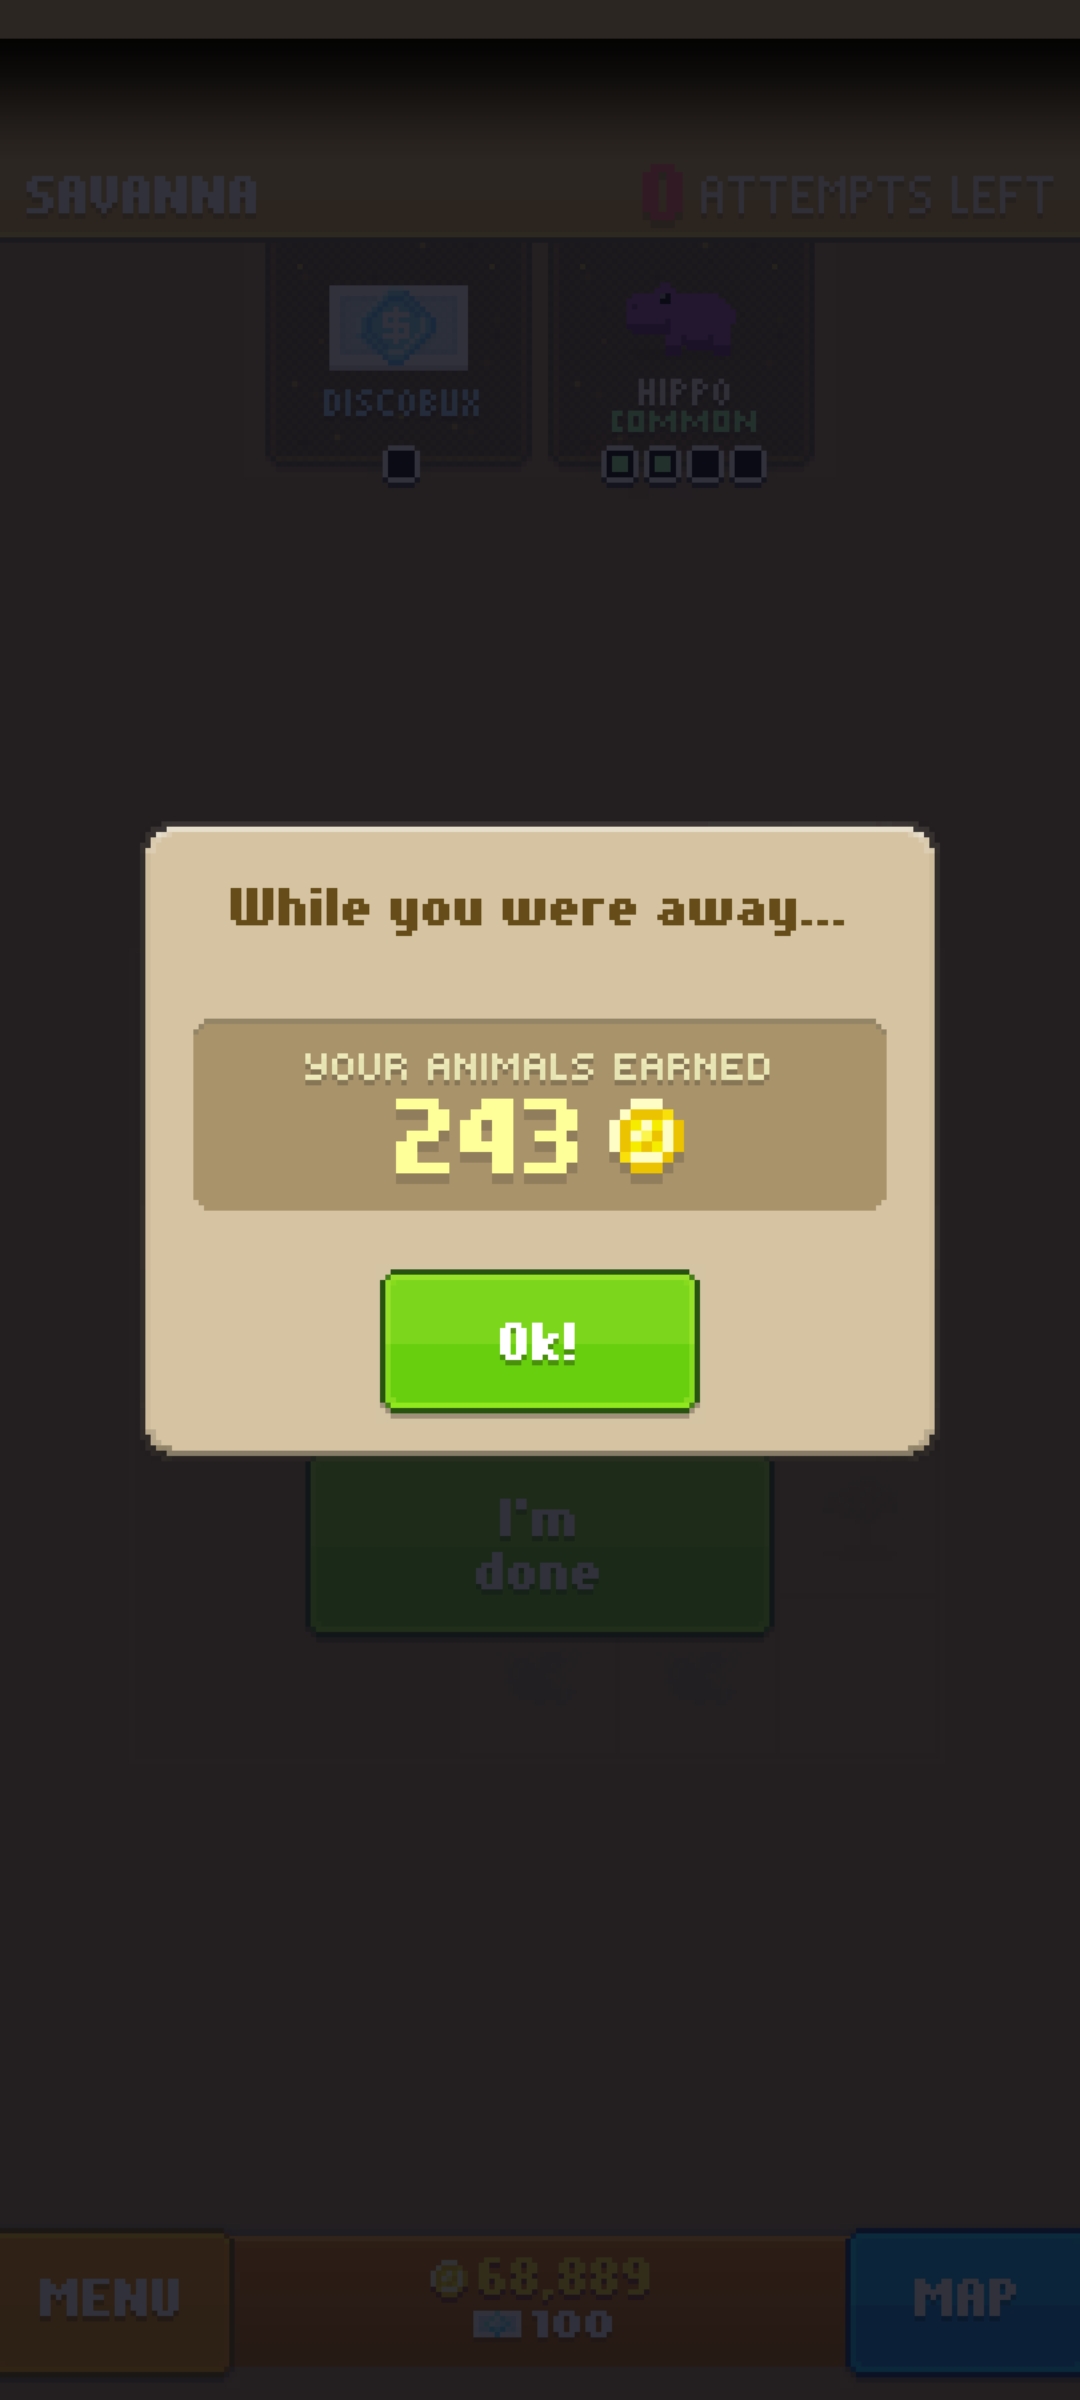 SAVANNA
0 ATTEMPTS LEFT
$
DISCOBUX
HIPPO
COMMON
While you were away...
YOUR ANIMALS EARNED
243
Ok!
I'm
done
MENU
68,889
100
MAP